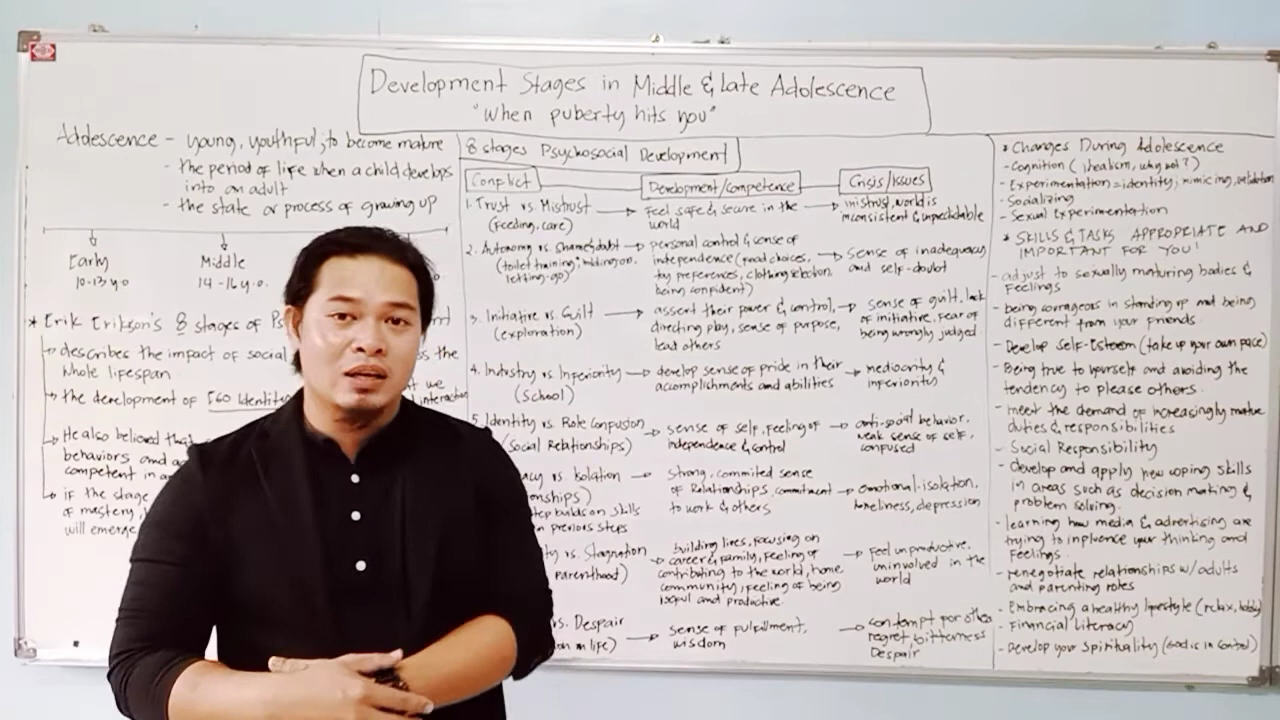 Development Stages in Middle & Late Adolescence
"when puberty hits you"
Adolescence - young, youthful, to become mature
- the period of life when a child develops
into an adult
- the state or process of growing up
Early
10-13 y.o
Middle
14-16 y.o.
* Erik Erikson's 8 stages of
describes the impact of social
the
whole lifespan
the development of EGO Identity
we
interaction
He also believed that
behaviors and
competent in
if the stage
of mastery,
will emerge
8 stages Psychosocial Development
Conflict
Development/competence
Crisis/Issues
1. Trust vs. Mistrust
(feeding, care)
Feel safe & secure in the
world
mistrust, world is
inconsistent & unpredictable
2. Autonomy vs. Shame & doubt
(toilet training, holding on,
letting-go)
personal control & sense of
independence (food choices,
toy preferences, clothing selection,
being confident)
Sense of inadequacy
and self-doubt
3. Initiative vs. Guilt
(exploration)
assert their power & control,
directing play, sense of purpose,
lead others
sense of guilt, lack
of initiative, fear of
being wrongly judged
4. Industry vs. Inferiority
(School)
develop sense of pride in their
accomplishments and abilities
mediocrity &
inferiority
5. Identity vs. Role Confusion
(Social Relationships)
sense of self, feeling of
independence & control
anti-social behavior,
weak sense of self,
confused
vs. Isolation
step builds on skills
previous steps
Strong, commited sense
of Relationships, commitment
to work & others
emotional isolation,
loneliness, depression
vs. Stagnation
parenthood)
building lives, focusing on
career & family, feeling of
contributing to the world, home
community, feeling of being
useful and productive.
Feel unproductive,
uninvolved in the
world
vs. Despair
on life)
sense of fulfillment,
wisdom
contempt for others
regret, bitterness
Despair
* Changes During Adolescence
- Cognition (idealism, why not?)
- Experimentation = identity; mimicing, validation
- Socializing
- Sexual Experimentation
* SKILLS & TASKS APPROPRIATE AND
IMPORTANT FOR YOU!
- adjust to sexually maturing bodies &
feelings
- being courageous in standing up and being
different from your friends.
- Develop self-Esteem (take up your own pace)
- Being true to yourself and avoiding the
tendency to please others.
- meet the demand of increasingly mature
duties & responsibilities
- Social Responsibility
- Develop and apply new coping skills
in areas such as decision making &
problem solving.
- learning how media & advertising are
trying to influence your thinking and
feelings.
- renegotiate relationships w/ adults
and parenting roles
- Embracing a healthy lifestyle (relax, hobby)
- Financial Literacy
- Develop your Spirituality (God is in Control)